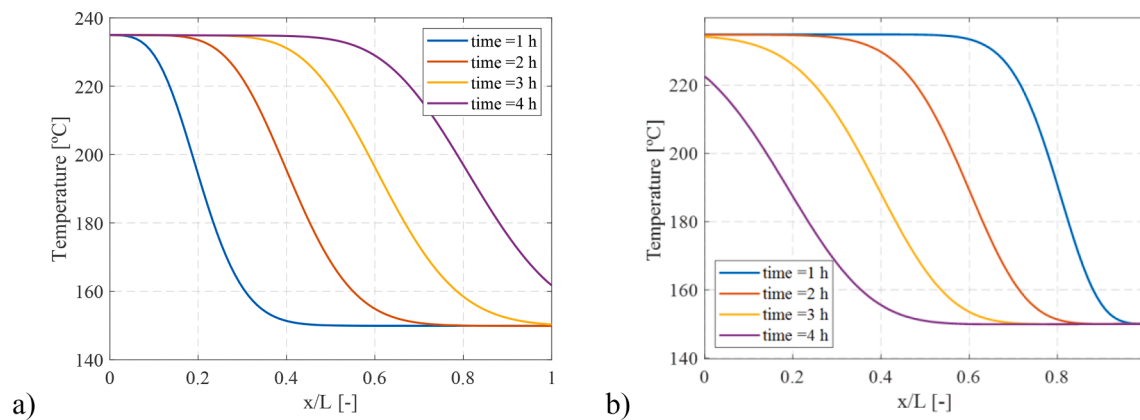 240
220
200
180
160
140
Temperature [ºC]
time =1 h
time =2 h
time =3 h
time =4 h
0 0.2 0.4 0.6 0.8 1
x/L [-]
a)
220
200
180
160
140
Temperature [ºC]
time =1 h
time =2 h
time =3 h
time =4 h
0 0.2 0.4 0.6 0.8
x/L [-]
b)